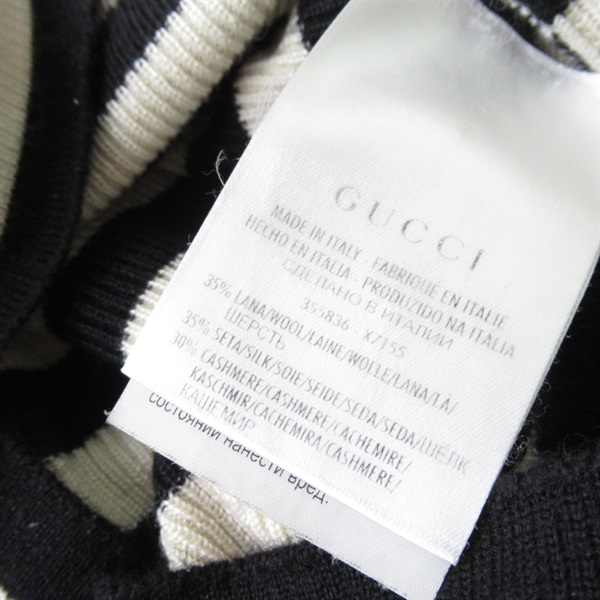 GUCCI
MADE IN ITALY - FABRIQUE EN ITALIE
HECHO EN ITALIA - PRODUZIDO NA ITALIA
СДЕЛАНО В ИТАЛИИ
355836 - X7155
35% LANA/WOOL/LAINE/WOLLE/LANA/LÃ/
ШЕРСТЬ
35% SETA/SILK/SOIE/SEIDE/SEDA/SEDA/ШЁЛК
30% CASHMERE/CASHMERE/CACHEMIRE/
KASCHMIR/CACHEMIRA/CASHMERE/
КАШЕМИР
состоянии нанести вред.